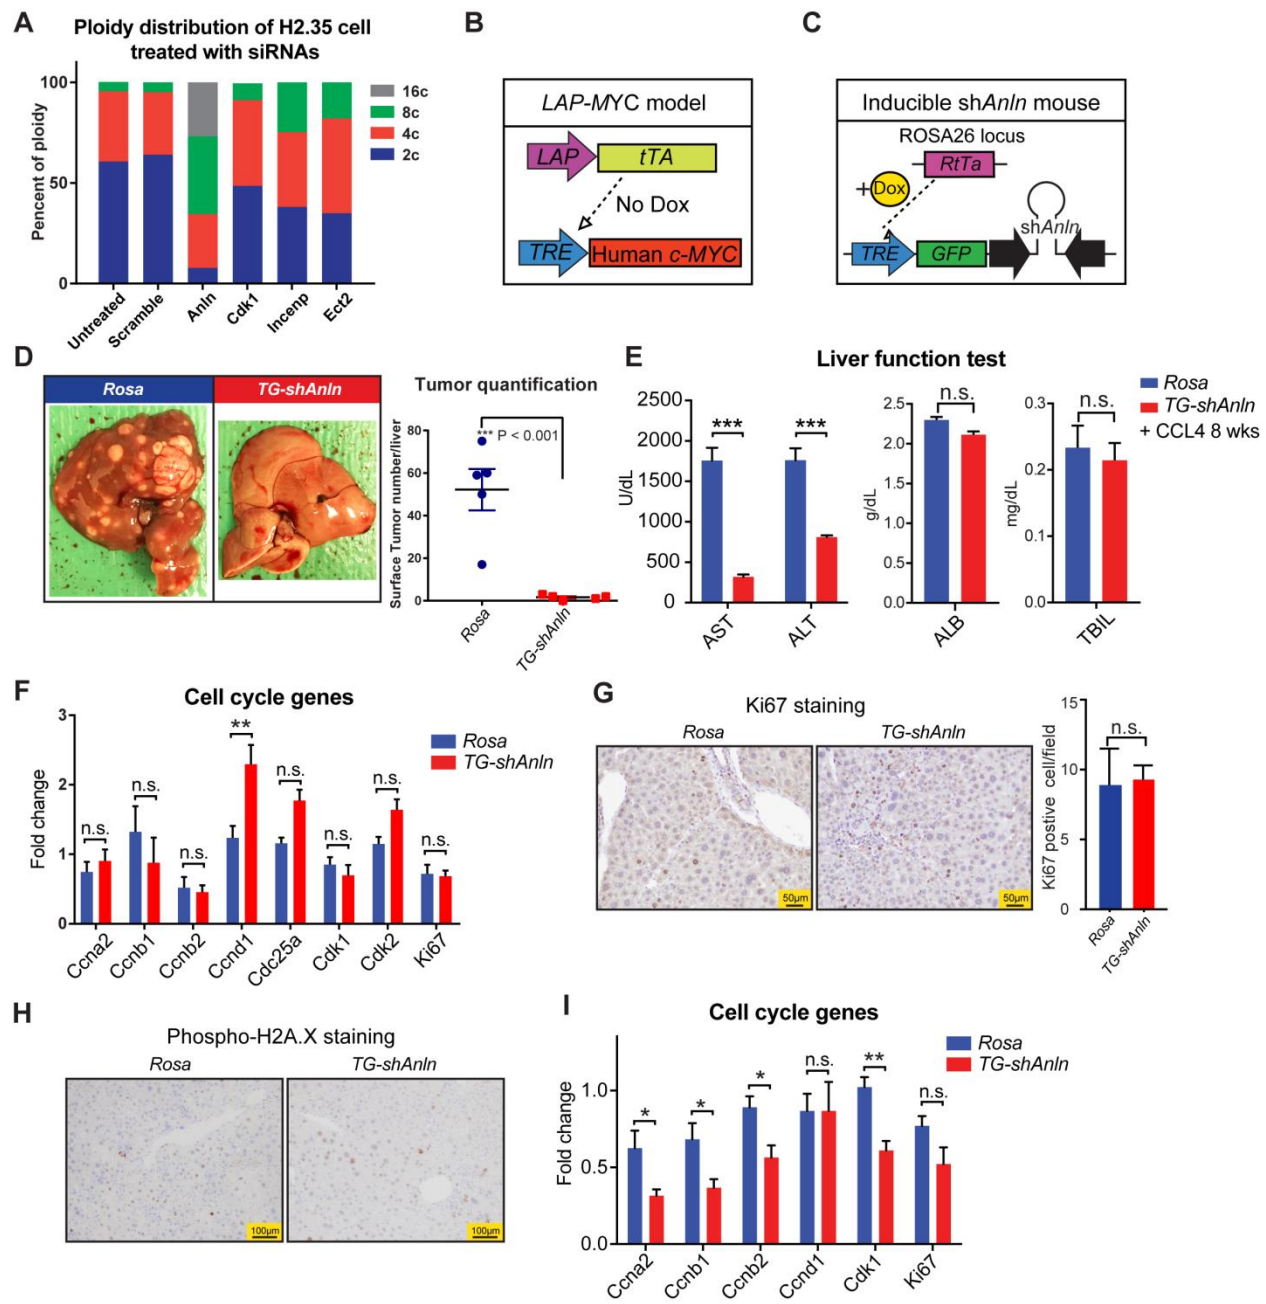 A
Ploidy distribution of H2.35 cell
treated with siRNAs
Pencent of ploidy
100
50
0
16c
8c
4c
2c
Untreated
Scramble
Anln
Cdk1
Incenp
Ect2
B
LAP-MYC model
LAP
tTA
No Dox
TRE
Human c-MYC
C
Inducible shAnln mouse
ROSA26 locus
RtTa
+
Dox
shAnln
TRE
GFP
D
Rosa
TG-shAnln
Tumor quantification
Surface Tumor number/liver
80
60
40
20
0
*** P < 0.001
Rosa
TG-shAnln
E
Liver function test
U/dL
2500
2000
1500
1000
500
0
***
***
AST
ALT
g/dL
2.5
2.0
1.5
1.0
0.5
0.0
n.s.
ALB
mg/dL
0.3
0.2
0.1
0.0
n.s.
TBIL
Rosa
TG-shAnln
+ CCL4 8 wks
F
Cell cycle genes
Fold change
3
2
1
0
n.s.
n.s.
n.s.
**
n.s.
n.s.
n.s.
n.s.
Ccna2
Ccnb1
Ccnb2
Ccnd1
Cdc25a
Cdk1
Cdk2
Ki67
Rosa
TG-shAnln
G
Ki67 staining
Rosa
TG-shAnln
50μm
50μm
Ki67 postive cell/field
15
10
5
0
n.s.
Rosa
TG-shAnln
H
Phospho-H2A.X staining
Rosa
TG-shAnln
100μm
100μm
I
Cell cycle genes
Fold change
1.0
0.5
0.0
*
*
*
n.s.
**
n.s.
Ccna2
Ccnb1
Ccnb2
Ccnd1
Cdk1
Ki67
Rosa
TG-shAnln